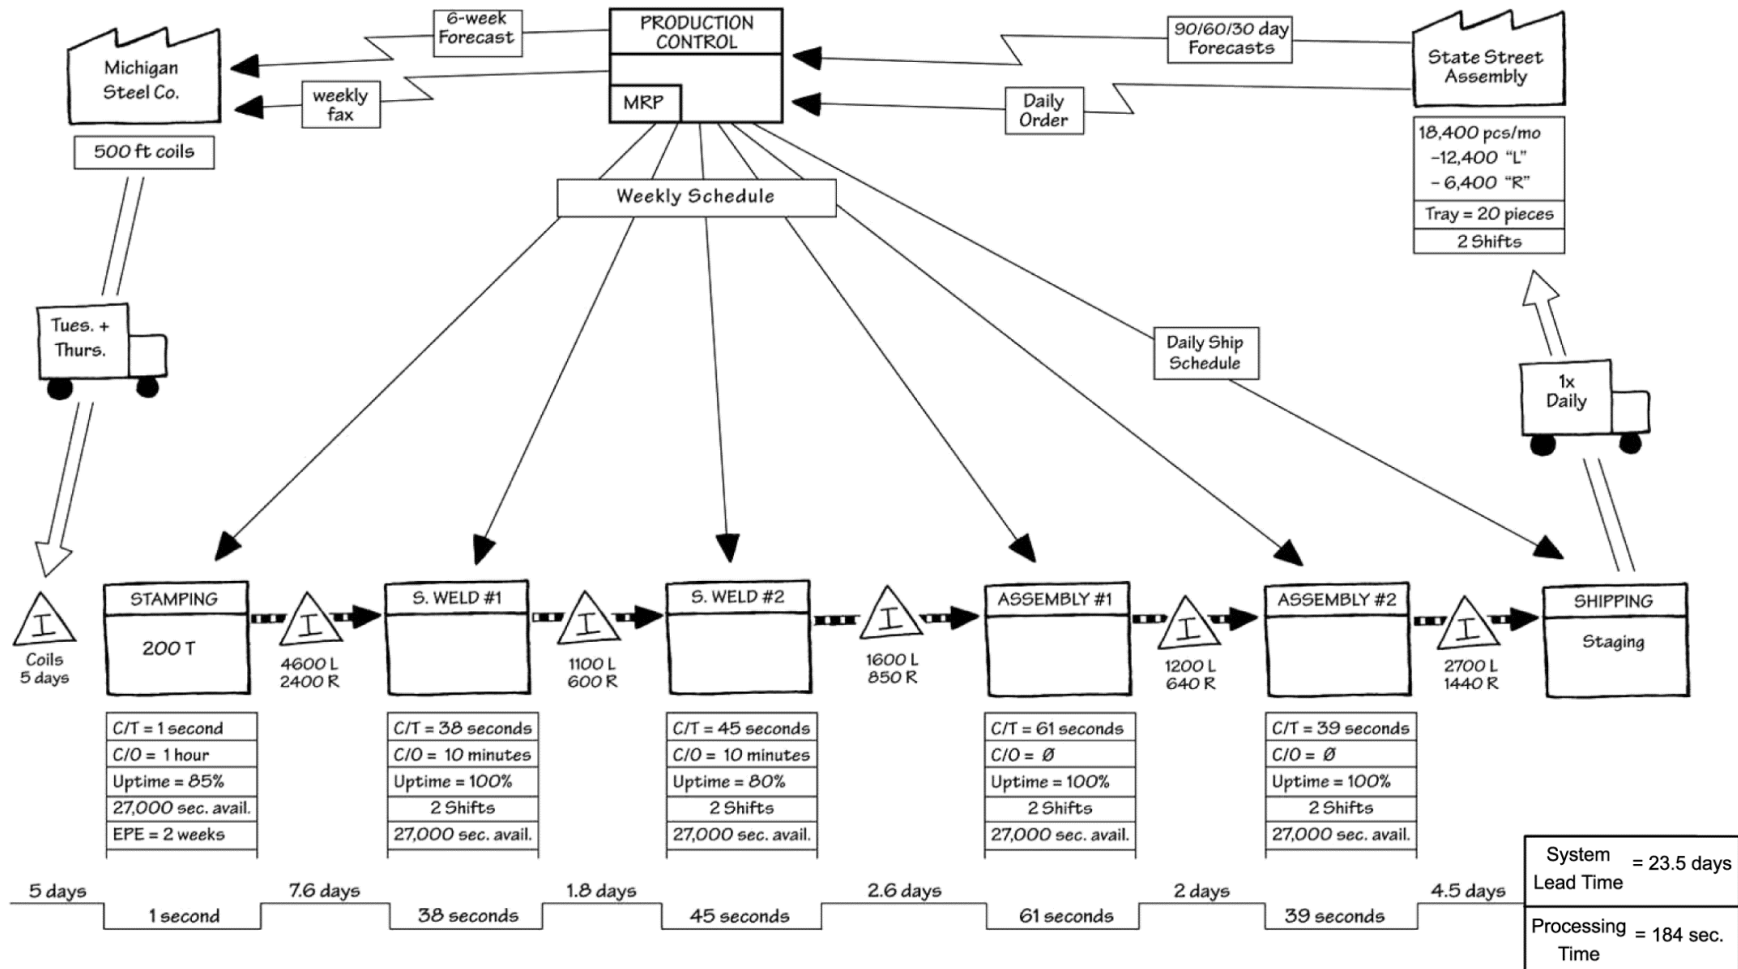 Michigan
Steel Co.
500 ft coils
6-week
Forecast
weekly
fax
PRODUCTION
CONTROL
MRP
90/60/30 day
Forecasts
Daily
Order
State Street
Assembly
18,400 pcs/mo
-12,400 "L"
- 6,400 "R"
Tray = 20 pieces
2 Shifts
Weekly Schedule
Tues. +
Thurs.
Daily Ship
Schedule
1x
Daily
I
Coils
5 days
STAMPING
200 T
I
4600 L
2400 R
S. WELD #1
I
1100 L
600 R
S. WELD #2
I
1600 L
850 R
ASSEMBLY #1
I
1200 L
640 R
ASSEMBLY #2
I
2700 L
1440 R
SHIPPING
Staging
C/T = 1 second
C/O = 1 hour
Uptime = 85%
27,000 sec. avail.
EPE = 2 weeks
C/T = 38 seconds
C/O = 10 minutes
Uptime = 100%
2 Shifts
27,000 sec. avail.
C/T = 45 seconds
C/O = 10 minutes
Uptime = 80%
2 Shifts
27,000 sec. avail.
C/T = 61 seconds
C/O = Ø
Uptime = 100%
2 Shifts
27,000 sec. avail.
C/T = 39 seconds
C/O = Ø
Uptime = 100%
2 Shifts
27,000 sec. avail.
5 days
1 second
7.6 days
38 seconds
1.8 days
45 seconds
2.6 days
61 seconds
2 days
39 seconds
4.5 days
System
Lead Time = 23.5 days
Processing
Time = 184 sec.